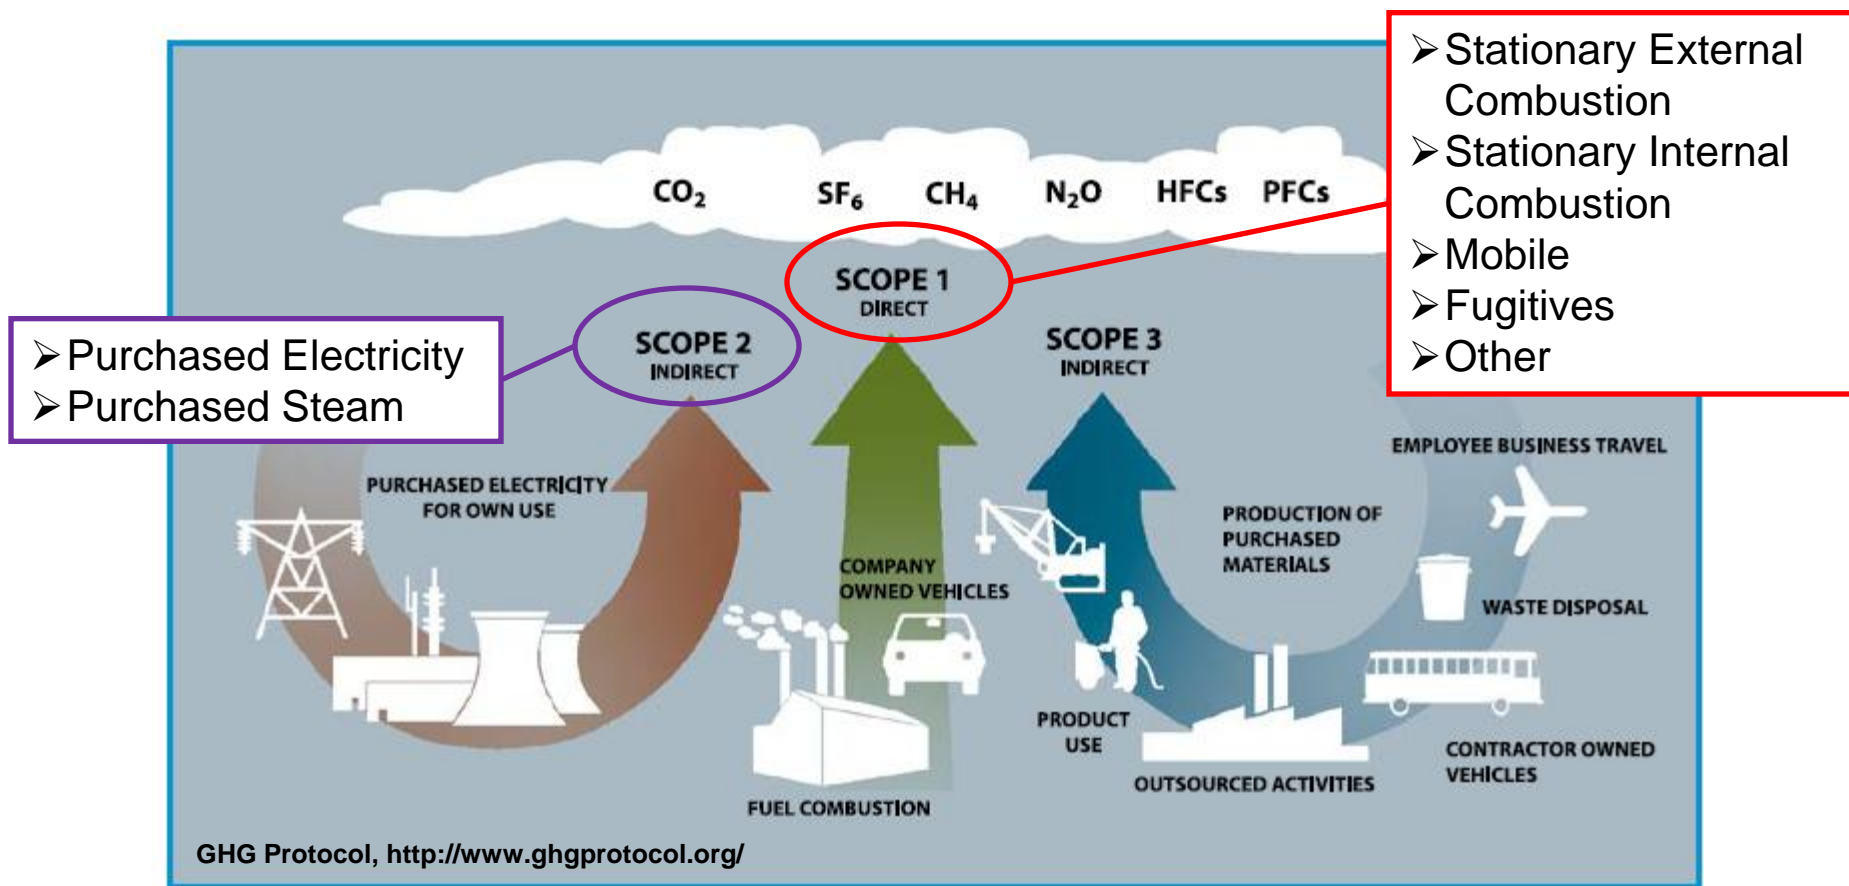 ➢Stationary External
Combustion
➢Stationary Internal
Combustion
➢Mobile
➢Fugitives
➢Other
CO₂ SF₆ CH₄ N₂O HFCs PFCs
SCOPE 1
DIRECT
SCOPE 2
INDIRECT
SCOPE 3
INDIRECT
➢Purchased Electricity
➢Purchased Steam
PURCHASED ELECTRICITY
FOR OWN USE
COMPANY
OWNED VEHICLES
FUEL COMBUSTION
EMPLOYEE BUSINESS TRAVEL
PRODUCTION OF
PURCHASED
MATERIALS
WASTE DISPOSAL
PRODUCT
USE
OUTSOURCED ACTIVITIES
CONTRACTOR OWNED
VEHICLES
GHG Protocol, http://www.ghgprotocol.org/